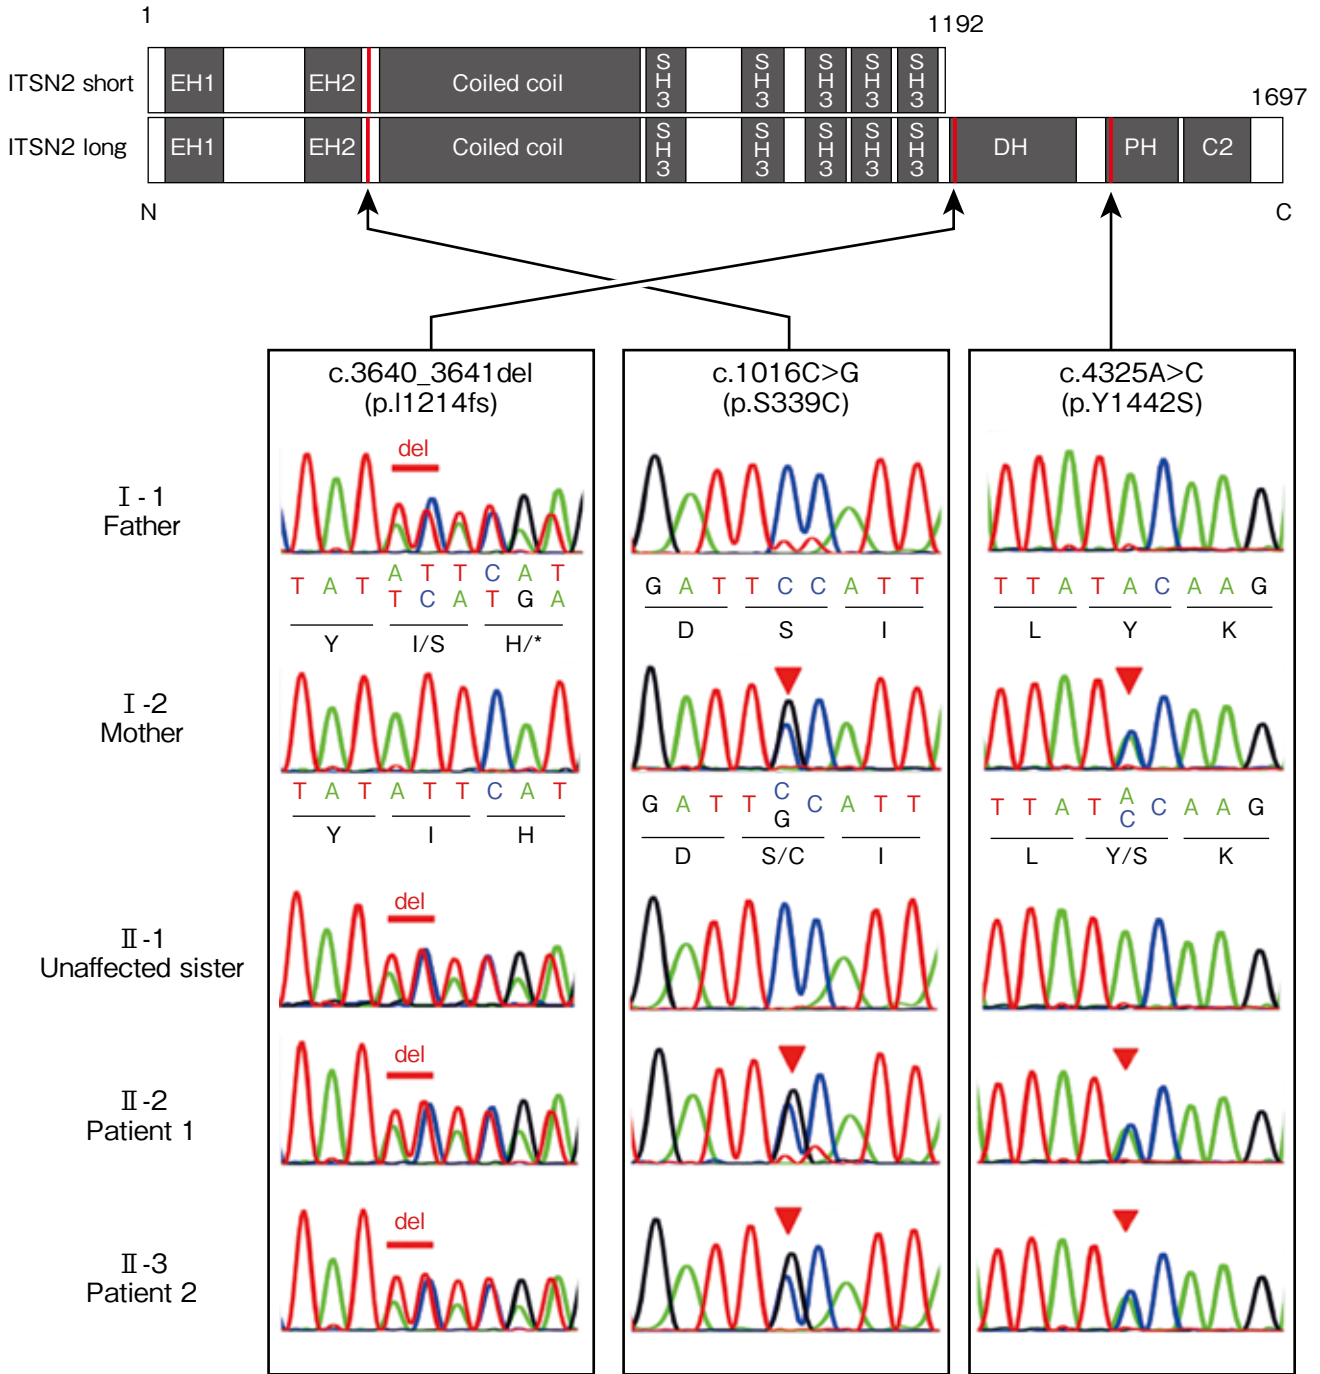 1
1192
ITSN2 short
EH1 EH2 Coiled coil SH3 SH3 SH3 SH3 SH3
1697
ITSN2 long
EH1 EH2 Coiled coil SH3 SH3 SH3 SH3 SH3 DH PH C2
N C
c.3640_3641del
(p.I1214fs)
c.1016C>G
(p.S339C)
c.4325A>C
(p.Y1442S)
Ⅰ-1
Father
del
T A T A T T C A T
T C A T G A
Y I/S H/*
G A T T C C A T T
D S I
T T A T A C A A G
L Y K
Ⅰ-2
Mother
T A T A T T C A T
Y I H
G A T T C C A T T
G
D S/C I
T T A T A C A A G
C
L Y/S K
Ⅱ-1
Unaffected sister
del
Ⅱ-2
Patient 1
del
Ⅱ-3
Patient 2
del